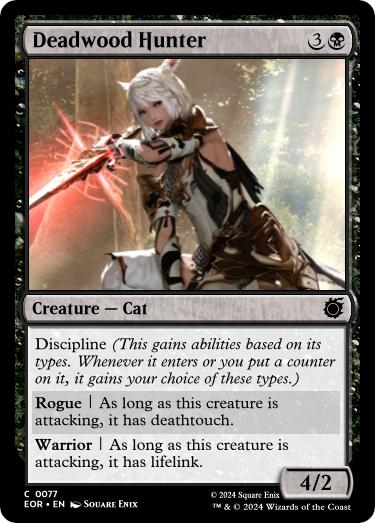 Deadwood Hunter 3
Creature — Cat
Discipline (This gains abilities based on its
types. Whenever it enters or you put a counter
on it, it gains your choice of these types.)
Rogue | As long as this creature is
attacking, it has deathtouch.
Warrior | As long as this creature is
attacking, it has lifelink.
4/2
C 0077
EOR • EN Square Enix
© 2024 Square Enix
™ & © 2024 Wizards of the Coast